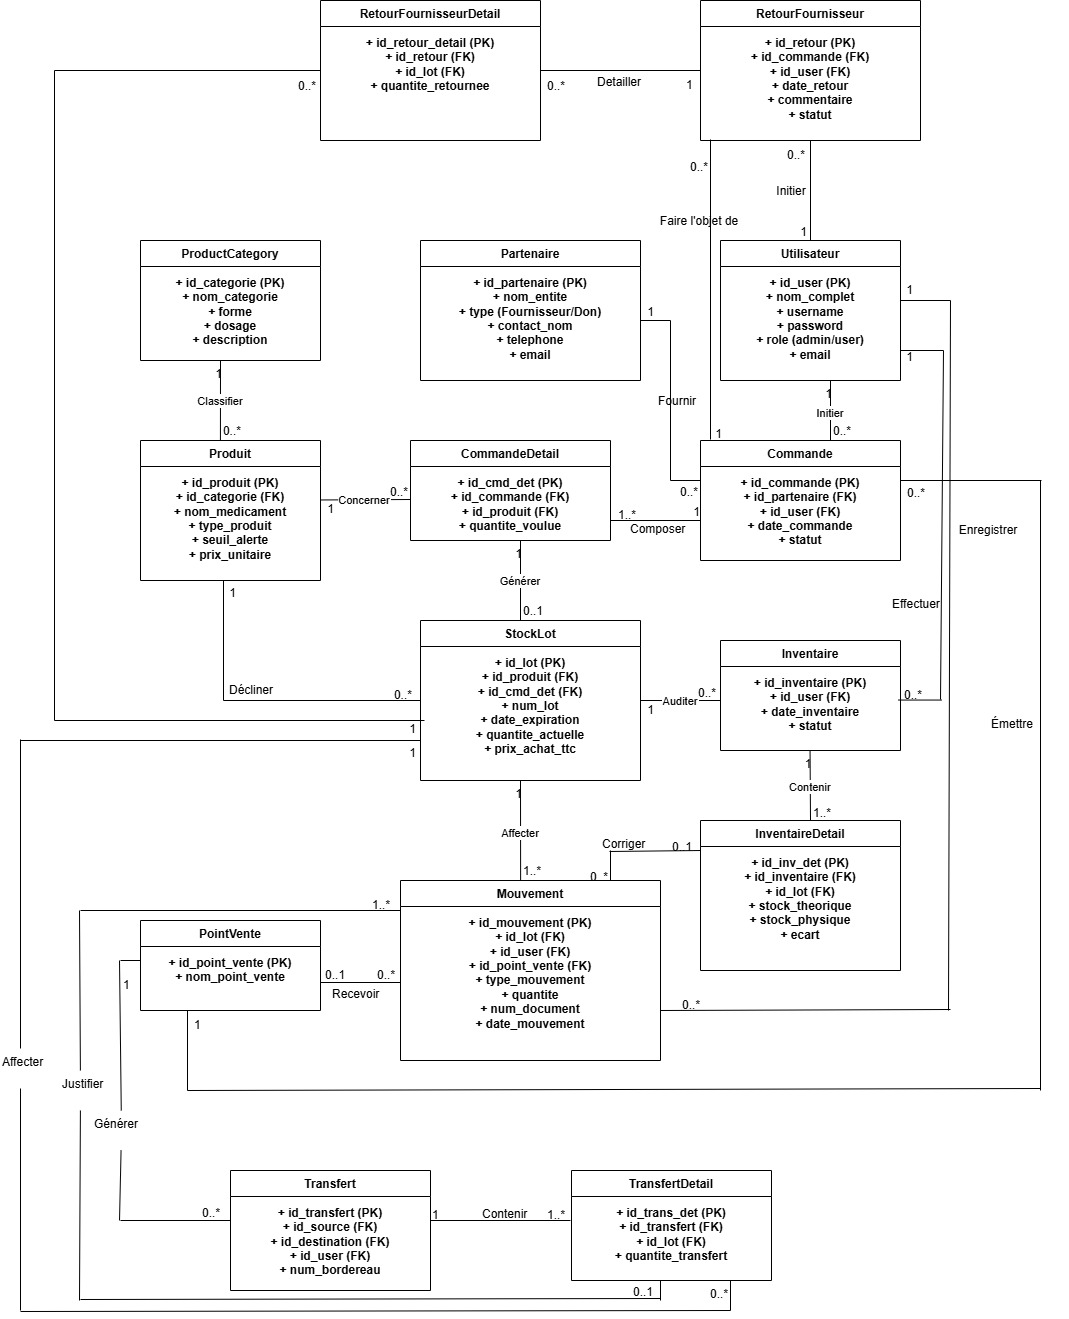 RetourFournisseurDetail
+ id_retour_detail (PK)
+ id_retour (FK)
+ id_lot (FK)
+ quantite_retournee
RetourFournisseur
+ id_retour (PK)
+ id_commande (FK)
+ id_user (FK)
+ date_retour
+ commentaire
+ statut
0..*
0..*
Detailler
1
0..*
0..*
Initier
Faire l'objet de
1
ProductCategory
+ id_categorie (PK)
+ nom_categorie
+ forme
+ dosage
+ description
Partenaire
+ id_partenaire (PK)
+ nom_entite
+ type (Fournisseur/Don)
+ contact_nom
+ telephone
+ email
Utilisateur
+ id_user (PK)
+ nom_complet
+ username
+ password
+ role (admin/user)
+ email
1
1
1
1
Classifier
0..*
Fournir
1
Initier
0..*
1
Produit
+ id_produit (PK)
+ id_categorie (FK)
+ nom_medicament
+ type_produit
+ seuil_alerte
+ prix_unitaire
1
Concerner
0..*
CommandeDetail
+ id_cmd_det (PK)
+ id_commande (FK)
+ id_produit (FK)
+ quantite_voulue
1..*
Composer
1
0..*
Commande
+ id_commande (PK)
+ id_partenaire (FK)
+ id_user (FK)
+ date_commande
+ statut
0..*
Enregistrer
1
Générer
0..1
1
Effectuer
StockLot
+ id_lot (PK)
+ id_produit (FK)
+ id_cmd_det (FK)
+ num_lot
+ date_expiration
+ quantite_actuelle
+ prix_achat_ttc
Décliner
0..*
1
1
1
Auditer
0..*
Inventaire
+ id_inventaire (PK)
+ id_user (FK)
+ date_inventaire
+ statut
0..*
Émettre
1
Contenir
1..*
1
Affecter
1..*
Corriger
0..1
0..*
InventaireDetail
+ id_inv_det (PK)
+ id_inventaire (FK)
+ id_lot (FK)
+ stock_theorique
+ stock_physique
+ ecart
Mouvement
+ id_mouvement (PK)
+ id_lot (FK)
+ id_user (FK)
+ id_point_vente (FK)
+ type_mouvement
+ quantite
+ num_document
+ date_mouvement
1..*
0..*
PointVente
+ id_point_vente (PK)
+ nom_point_vente
0..1
0..*
Recevoir
1
1
Affecter
Justifier
Générer
0..*
Transfert
+ id_transfert (PK)
+ id_source (FK)
+ id_destination (FK)
+ id_user (FK)
+ num_bordereau
1
Contenir
1..*
TransfertDetail
+ id_trans_det (PK)
+ id_transfert (FK)
+ id_lot (FK)
+ quantite_transfert
0..1
0..*